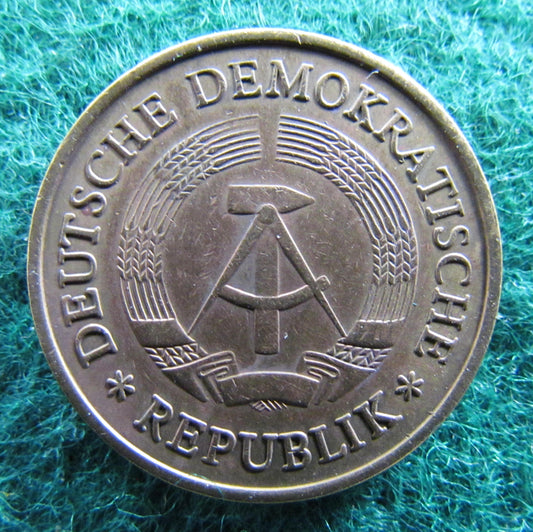 DEUTSCHE DEMOKRATISCHE
* REPUBLIK *